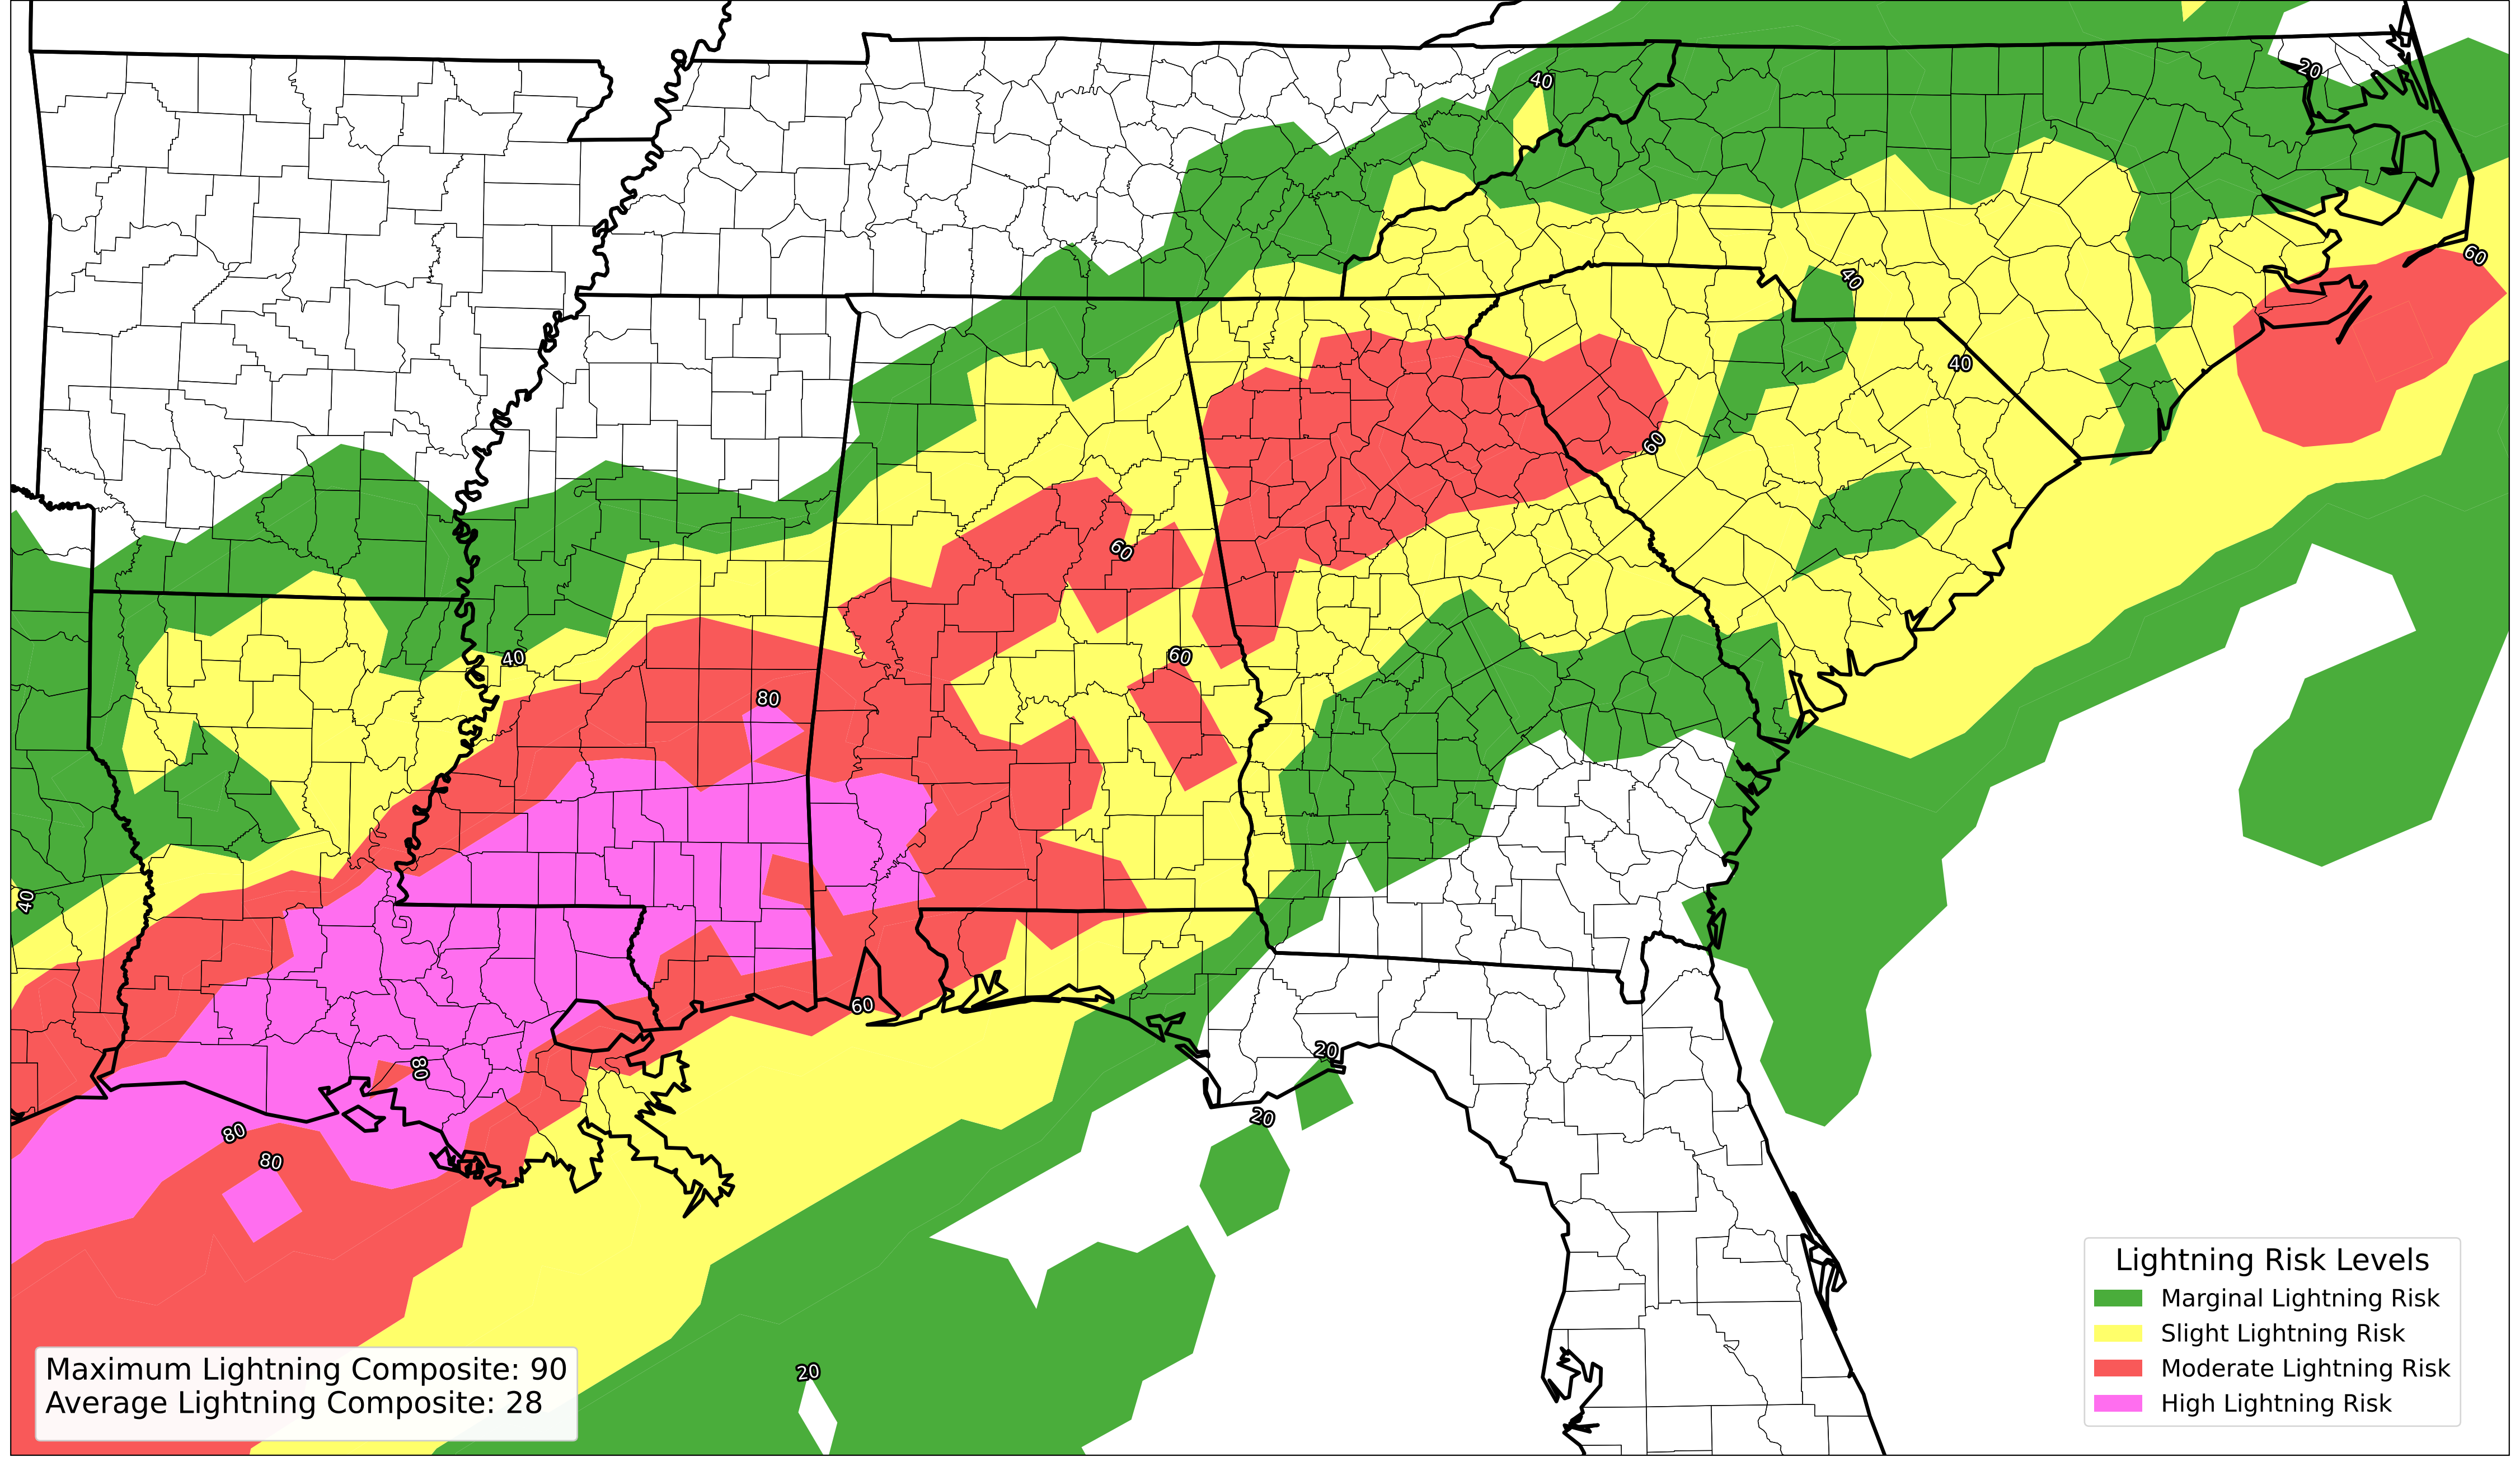 20
40
60
40
40
60
60
40
60
80
40
60
80
20
80
20
80
20
Lightning Risk Levels
Marginal Lightning Risk
Slight Lightning Risk
Moderate Lightning Risk
High Lightning Risk
Maximum Lightning Composite: 90
Average Lightning Composite: 28